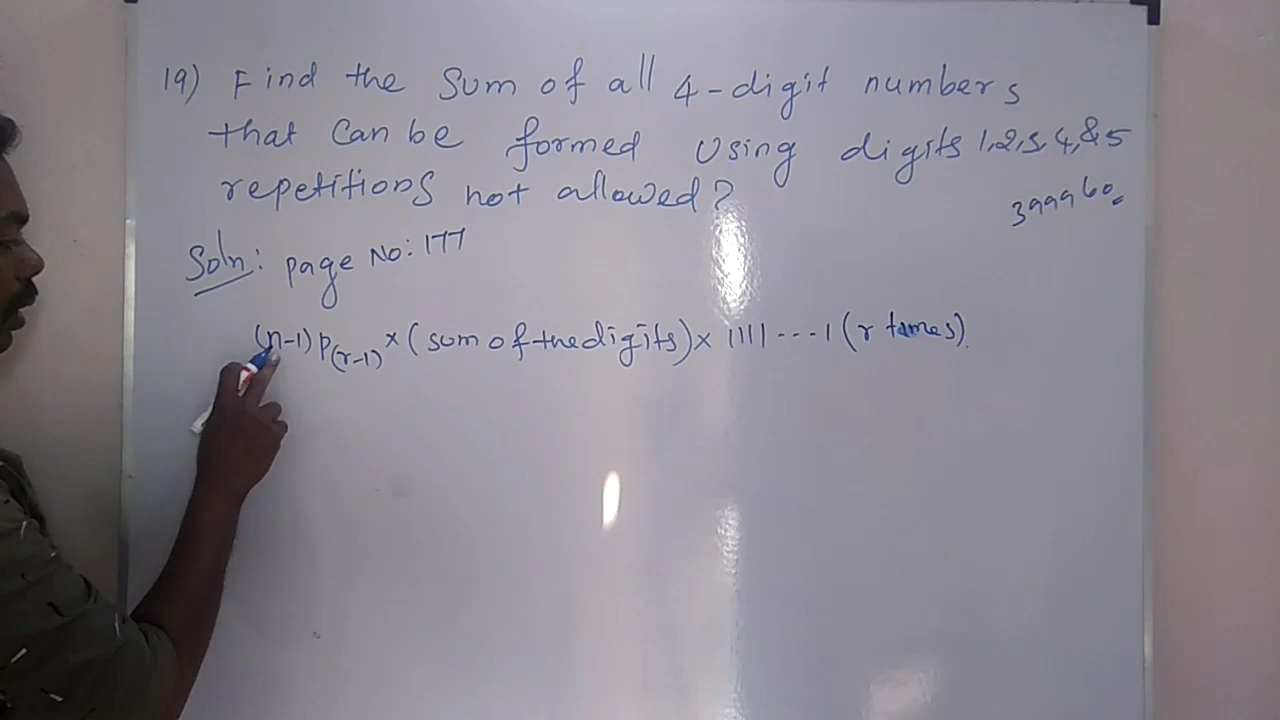 19) Find the sum of all 4-digit numbers
that can be formed using digits 1,2,3,4,&5
repetitions not allowed?
399960
Soln: page No: 177
(n-1)P(r-1) × (sum of the digits) × 1111 ---1 (r times).